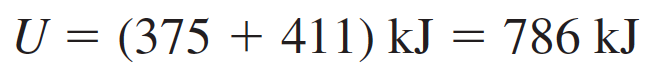 U = (375 + 411) kJ = 786 kJ